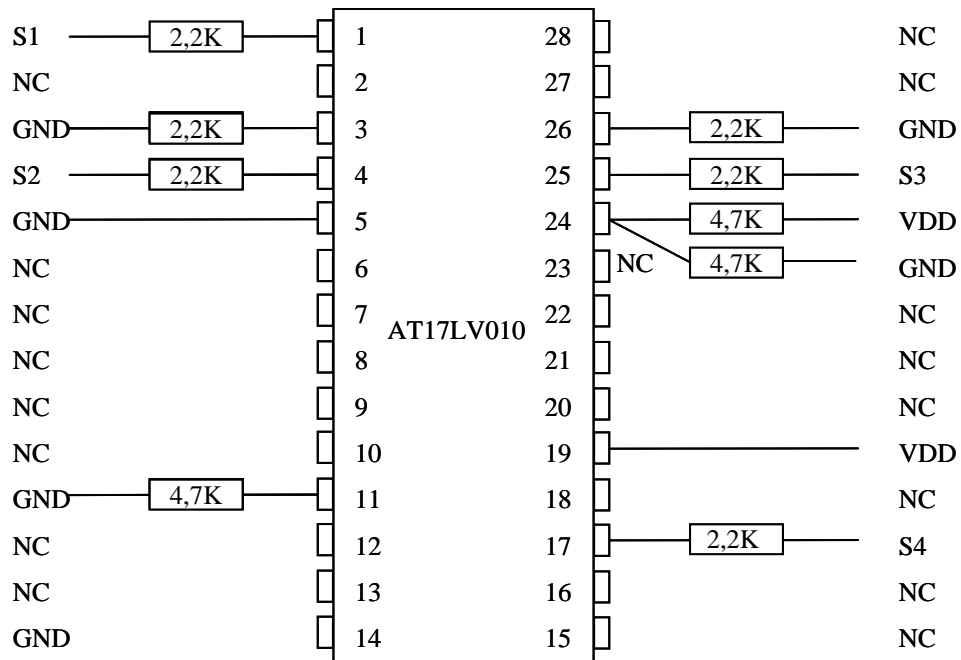 S1 2,2K 1 28 NC
NC 2 27 NC
GND 2,2K 3 26 2,2K GND
S2 2,2K 4 25 2,2K S3
GND 5 24 4,7K VDD
NC 6 23 NC 4,7K GND
NC 7 22 NC
AT17LV010
NC 8 21 NC
NC 9 20 NC
NC 10 19 VDD
GND 4,7K 11 18 NC
NC 12 17 2,2K S4
NC 13 16 NC
GND 14 15 NC